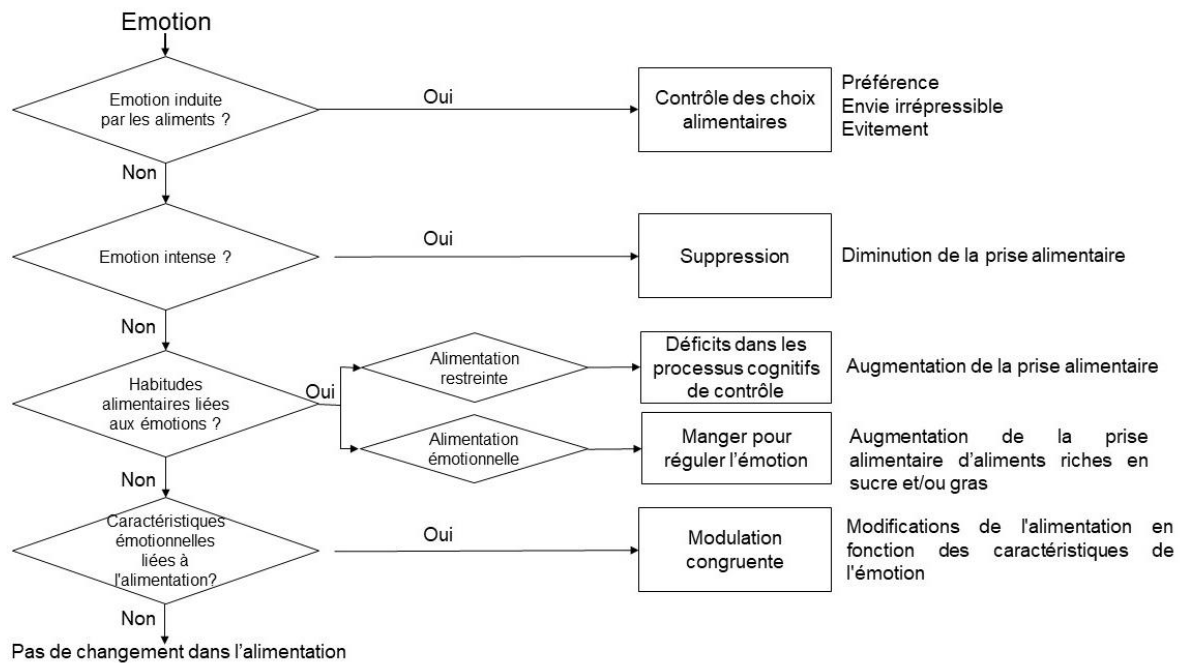 Emotion
Emotion induite
par les aliments ?
Oui
Contrôle des choix
alimentaires
Préférence
Envie irrépressible
Evitement
Non
Emotion intense ?
Oui
Suppression
Diminution de la prise alimentaire
Non
Habitudes
alimentaires liées
aux émotions ?
Oui
Alimentation
restreinte
Déficits dans les
processus cognitifs
de contrôle
Augmentation de la prise alimentaire
Alimentation
émotionnelle
Manger pour
réguler l'émotion
Augmentation de la prise
alimentaire d'aliments riches en
sucre et/ou gras
Non
Caractéristiques
émotionnelles
liées à
l'alimentation?
Oui
Modulation
congruente
Modifications de l'alimentation en
fonction des caractéristiques de
l'émotion
Non
Pas de changement dans l'alimentation